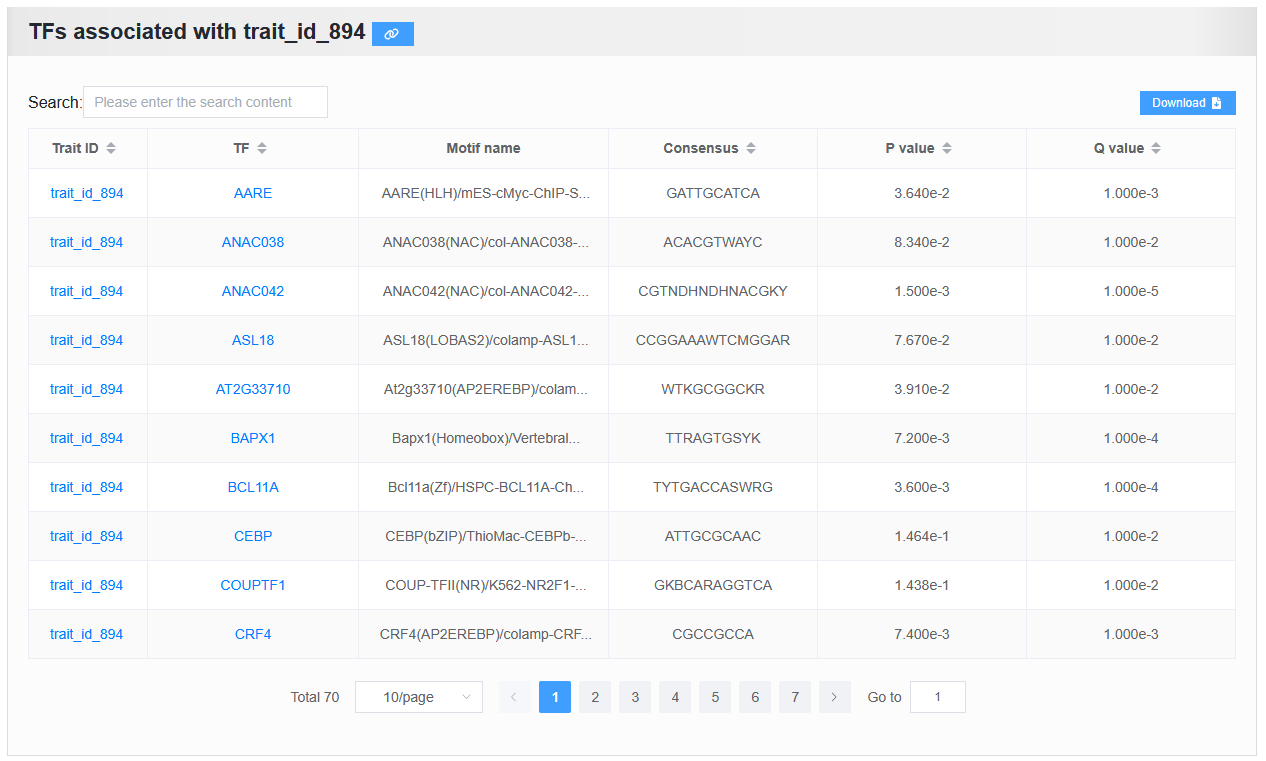 TFs associated with trait_id_894
Search: Please enter the search content
Download
Trait ID TF Motif name Consensus P value Q value
trait_id_894 AARE AARE(HLH)/mES-cMyc-ChIP-S... GATTGCATCA 3.640e-2 1.000e-3
trait_id_894 ANAC038 ANAC038(NAC)/col-ANAC038-... ACACGTWAYC 8.340e-2 1.000e-2
trait_id_894 ANAC042 ANAC042(NAC)/col-ANAC042-... CGTNDHNDHNACGKY 1.500e-3 1.000e-5
trait_id_894 ASL18 ASL18(LOBAS2)/colamp-ASL1... CCGGAAAWTCMGGAR 7.670e-2 1.000e-2
trait_id_894 AT2G33710 At2g33710(AP2EREBP)/colam... WTKGCGGCKR 3.910e-2 1.000e-2
trait_id_894 BAPX1 Bapx1(Homeobox)/Vertebral... TTRAGTGSYK 7.200e-3 1.000e-4
trait_id_894 BCL11A Bcl11a(Zf)/HSPC-BCL11A-Ch... TYTGACCASWRG 3.600e-3 1.000e-4
trait_id_894 CEBP CEBP(bZIP)/ThioMac-CEBPb-... ATTGCGCAAC 1.464e-1 1.000e-2
trait_id_894 COUPTF1 COUP-TFII(NR)/K562-NR2F1-... GKBCARAGGTCA 1.438e-1 1.000e-2
trait_id_894 CRF4 CRF4(AP2EREBP)/colamp-CRF... CGCCGCCA 7.400e-3 1.000e-3
Total 70 10/page 1 2 3 4 5 6 7 Go to 1